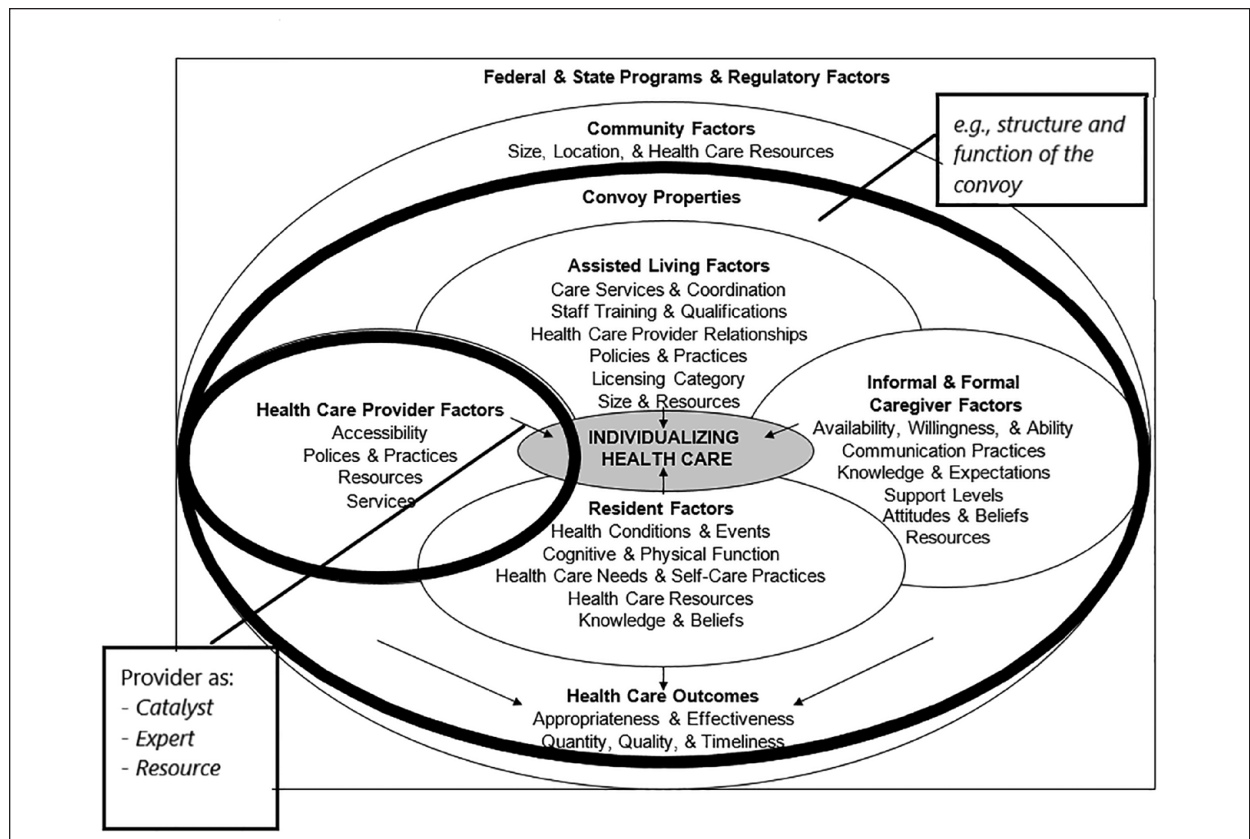 Federal & State Programs & Regulatory Factors
e.g., structure and
function of the
convoy
Community Factors
Size, Location, & Health Care Resources
Convoy Properties
Assisted Living Factors
Care Services & Coordination
Staff Training & Qualifications
Health Care Provider Relationships
Policies & Practices
Licensing Category
Size & Resources
Health Care Provider Factors
Accessibility
Polices & Practices
Resources
Services
INDIVIDUALIZING
HEALTH CARE
Informal & Formal
Caregiver Factors
Availability, Willingness, & Ability
Communication Practices
Knowledge & Expectations
Support Levels
Attitudes & Beliefs
Resources
Resident Factors
Health Conditions & Events
Cognitive & Physical Function
Health Care Needs & Self-Care Practices
Health Care Resources
Knowledge & Beliefs
Provider as:
- Catalyst
- Expert
- Resource
Health Care Outcomes
Appropriateness & Effectiveness
Quantity, Quality, & Timeliness